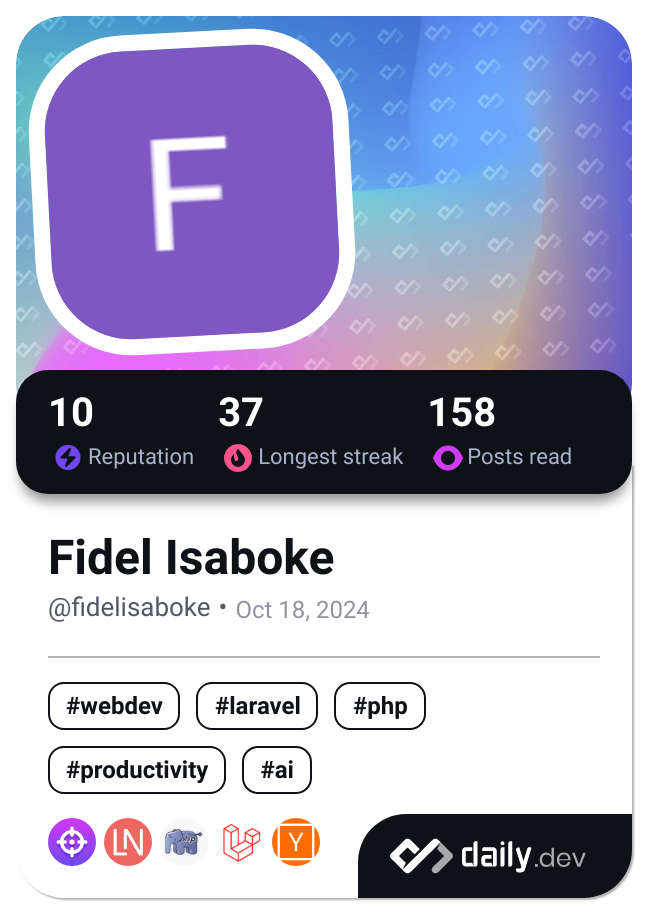 F
10 37 158
Reputation Longest streak Posts read
Fidel Isaboke
@fidelisaboke • Oct 18, 2024
#webdev #laravel #php
#productivity #ai
LN php Y
daily.dev